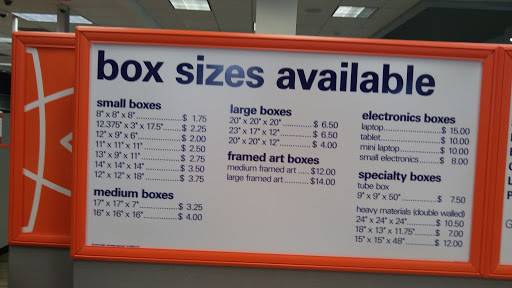 box sizes available
small boxes
8" x 8" x 8" $ 1.75
12.375" x 3" x 17.5" $ 2.25
12" x 9" x 6" $ 2.00
11" x 11" x 11" $ 2.50
13" x 9" x 11" $ 2.75
14" x 14" x 14" $ 3.50
12" x 12" x 18" $ 3.75
medium boxes
17" x 17" x 7" $ 3.25
16" x 16" x 16" $ 4.00
large boxes
20" x 20" x 20" $ 6.50
23" x 17" x 12" $ 6.50
20" x 20" x 12" $ 4.00
framed art boxes
medium framed art $12.00
large framed art $14.00
electronics boxes
laptop $ 15.00
tablet $ 10.00
mini laptop $ 10.00
small electronics $ 8.00
specialty boxes
tube box
9" x 9" x 50" $ 7.50
heavy materials (double walled)
24" x 24" x 24" $ 10.50
18" x 13" x 11.75" $ 7.00
15" x 15" x 48" $ 12.00